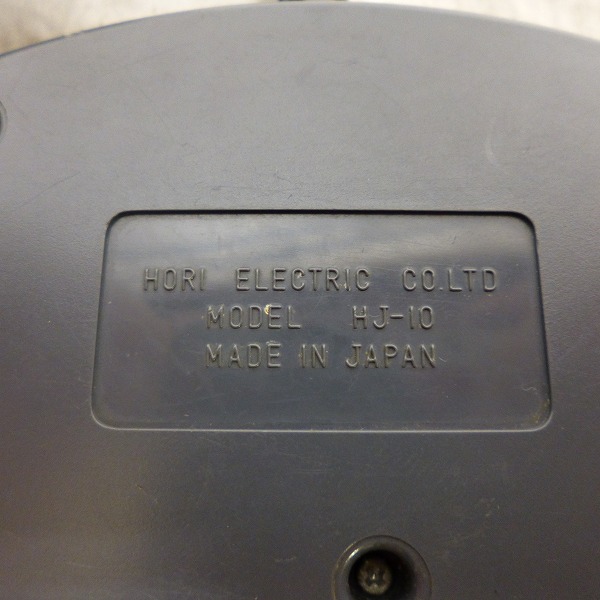 HORI ELECTRIC CO.LTD
MODEL HJ-10
MADE IN JAPAN